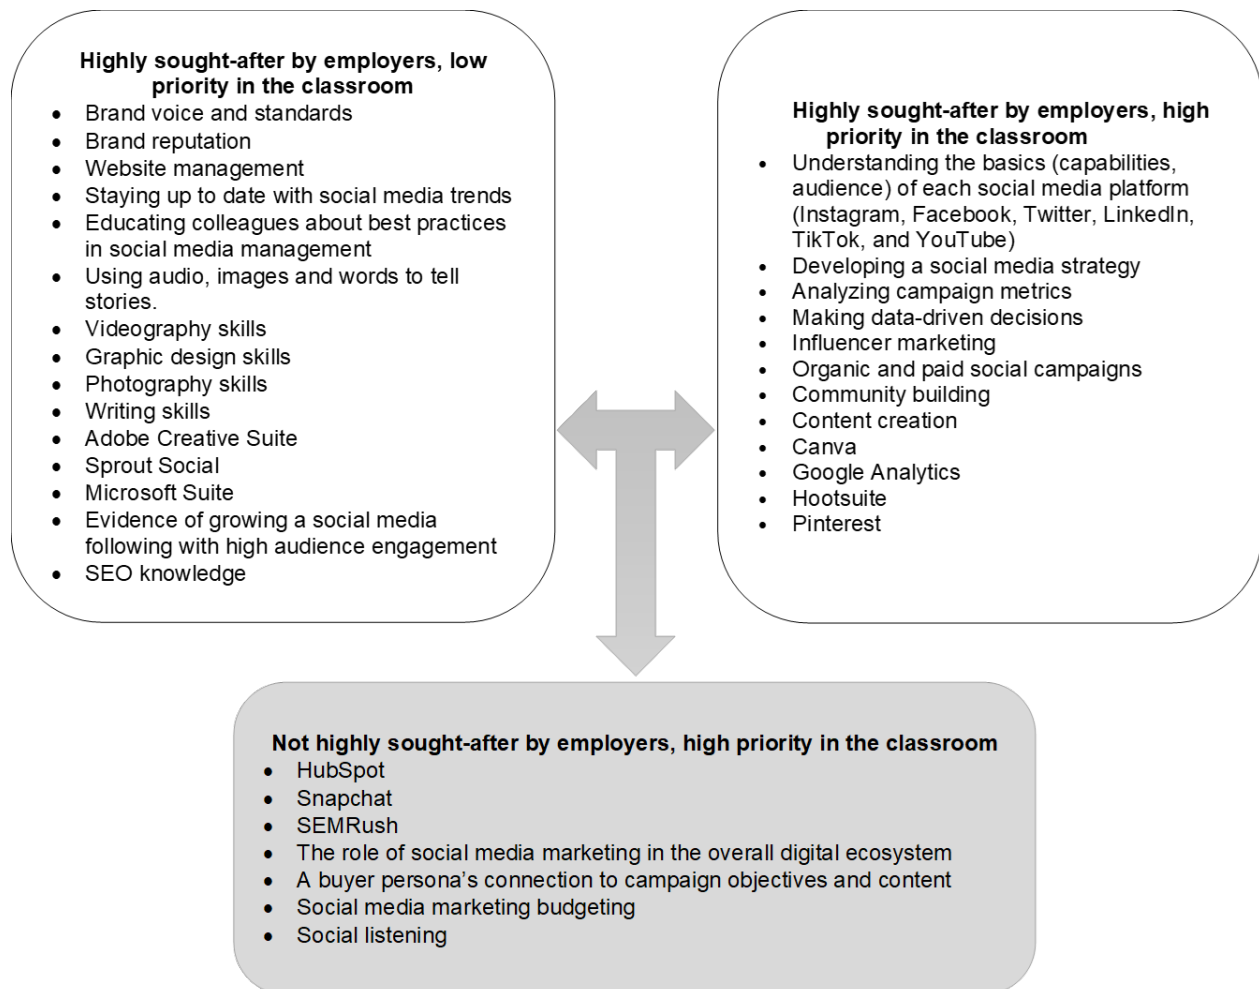 Highly sought-after by employers, low
priority in the classroom
• Brand voice and standards
• Brand reputation
• Website management
• Staying up to date with social media trends
• Educating colleagues about best practices
in social media management
• Using audio, images and words to tell
stories.
• Videography skills
• Graphic design skills
• Photography skills
• Writing skills
• Adobe Creative Suite
• Sprout Social
• Microsoft Suite
• Evidence of growing a social media
following with high audience engagement
• SEO knowledge
Highly sought-after by employers, high
priority in the classroom
• Understanding the basics (capabilities,
audience) of each social media platform
(Instagram, Facebook, Twitter, LinkedIn,
TikTok, and YouTube)
• Developing a social media strategy
• Analyzing campaign metrics
• Making data-driven decisions
• Influencer marketing
• Organic and paid social campaigns
• Community building
• Content creation
• Canva
• Google Analytics
• Hootsuite
• Pinterest
Not highly sought-after by employers, high priority in the classroom
• HubSpot
• Snapchat
• SEMRush
• The role of social media marketing in the overall digital ecosystem
• A buyer persona’s connection to campaign objectives and content
• Social media marketing budgeting
• Social listening